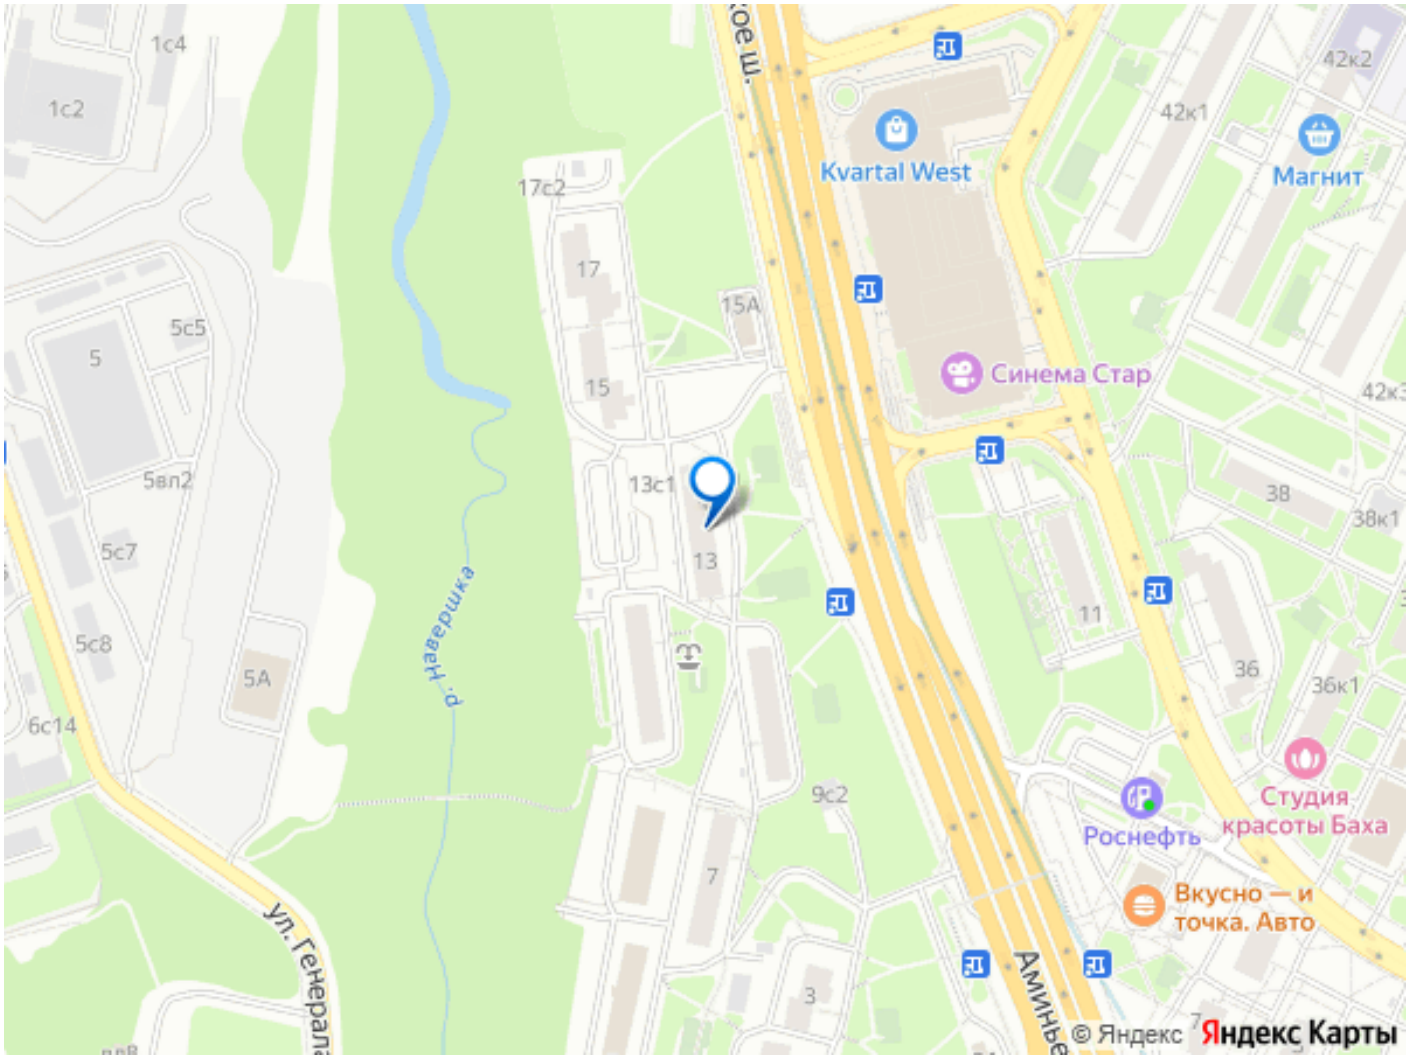 1с4
кое ш.
42к2
1с2
42к1
Kvartal West
Магнит
17с2
17
15А
5с5
5
15
Синема Стар
42к3
5вл2
13с1
38
38к1
5с7
13
р. Навершка
11
5с8
36
5А
36к1
6с14
9с2
Студия
красоты Баха
Роснефть
7
Вкусно — и
точка. Авто
ул. Генерала
Аминье
3
7
© Яндекс
Яндекс Карты